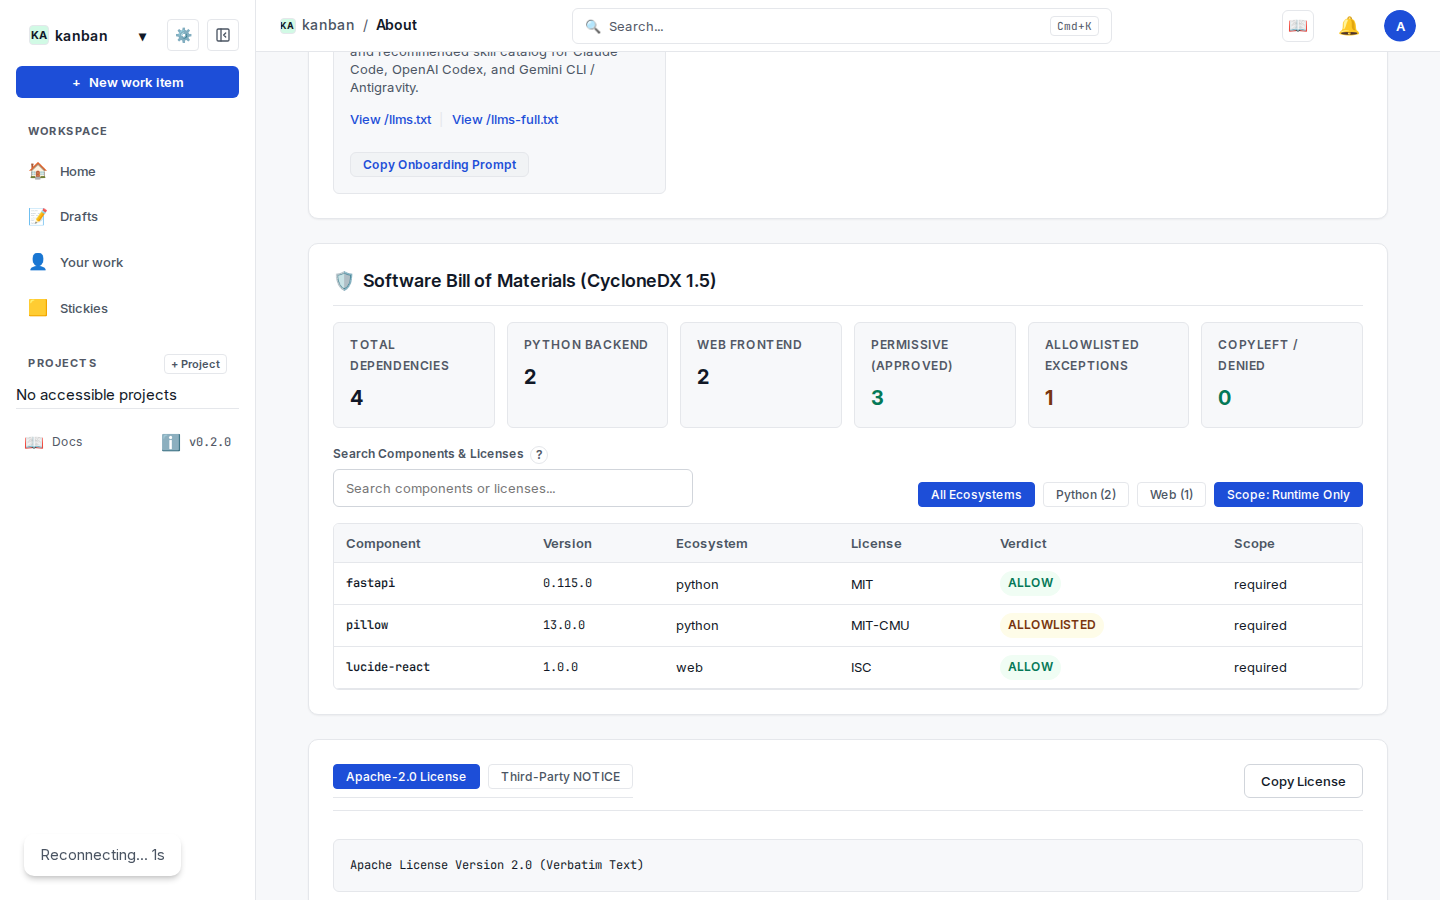 KA kanban ▼
+ New work item
WORKSPACE
Home
Drafts
Your work
Stickies
PROJECTS
+ Project
No accessible projects
Docs
v0.2.0
Reconnecting... 1s
KA kanban / About
Search...
Cmd+K
A
and recommended skill catalog for Claude
Code, OpenAI Codex, and Gemini CLI /
Antigravity.
View /llms.txt | View /llms-full.txt
Copy Onboarding Prompt
Software Bill of Materials (CycloneDX 1.5)
TOTAL
DEPENDENCIES
4
PYTHON BACKEND
2
WEB FRONTEND
2
PERMISSIVE
(APPROVED)
3
ALLOWLISTED
EXCEPTIONS
1
COPYLEFT /
DENIED
0
Search Components & Licenses ?
Search components or licenses...
All Ecosystems
Python (2)
Web (1)
Scope: Runtime Only
Component Version Ecosystem License Verdict Scope
fastapi 0.115.0 python MIT ALLOW required
pillow 13.0.0 python MIT-CMU ALLOWLISTED required
lucide-react 1.0.0 web ISC ALLOW required
Apache-2.0 License
Third-Party NOTICE
Copy License
Apache License Version 2.0 (Verbatim Text)